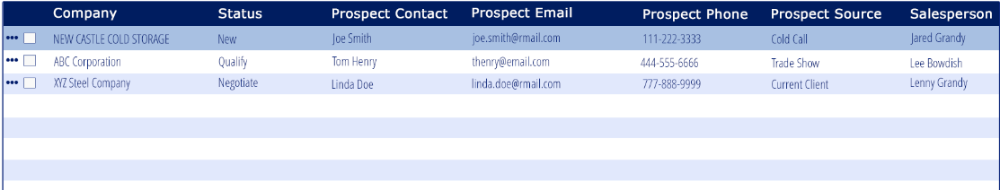 Company Status Prospect Contact Prospect Email Prospect Phone Prospect Source Salesperson
NEW CASTLE COLD STORAGE New Joe Smith joe.smith@rmail.com 111-222-3333 Cold Call Jared Grandy
ABC Corporation Qualify Tom Henry thenry@email.com 444-555-6666 Trade Show Lee Bowdish
XYZ Steel Company Negotiate Linda Doe linda.doe@rmail.com 777-888-9999 Current Client Lenny Grandy